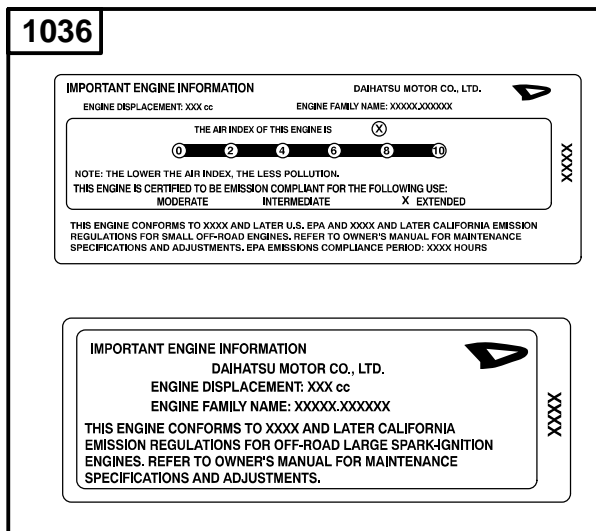 1036
IMPORTANT ENGINE INFORMATION DAIHATSU MOTOR CO., LTD.
ENGINE DISPLACEMENT: XXX cc ENGINE FAMILY NAME: XXXXX.XXXXXX
THE AIR INDEX OF THIS ENGINE IS X
0 2 4 6 8 10
NOTE: THE LOWER THE AIR INDEX, THE LESS POLLUTION.
THIS ENGINE IS CERTIFIED TO BE EMISSION COMPLIANT FOR THE FOLLOWING USE:
MODERATE INTERMEDIATE X EXTENDED
THIS ENGINE CONFORMS TO XXXX AND LATER U.S. EPA AND XXXX AND LATER CALIFORNIA EMISSION
REGULATIONS FOR SMALL OFF-ROAD ENGINES. REFER TO OWNER'S MANUAL FOR MAINTENANCE
SPECIFICATIONS AND ADJUSTMENTS. EPA EMISSIONS COMPLIANCE PERIOD: XXXX HOURS
XXXX
IMPORTANT ENGINE INFORMATION
DAIHATSU MOTOR CO., LTD.
ENGINE DISPLACEMENT: XXX cc
ENGINE FAMILY NAME: XXXXX.XXXXXX
THIS ENGINE CONFORMS TO XXXX AND LATER CALIFORNIA
EMISSION REGULATIONS FOR OFF-ROAD LARGE SPARK-IGNITION
ENGINES. REFER TO OWNER'S MANUAL FOR MAINTENANCE
SPECIFICATIONS AND ADJUSTMENTS.
XXXX